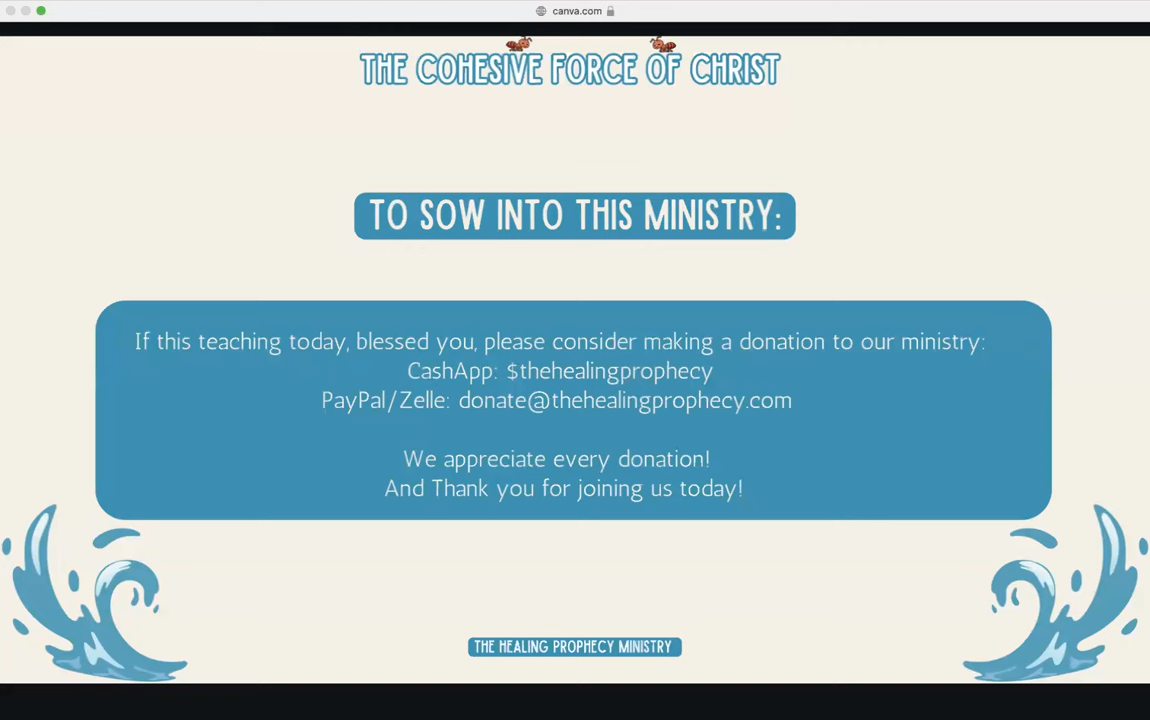 canva.com
THE COHESIVE FORCE OF CHRIST
TO SOW INTO THIS MINISTRY:
If this teaching today, blessed you, please consider making a donation to our ministry:
CashApp: $thehealingprophecy
PayPal/Zelle: donate@thehealingprophecy.com
We appreciate every donation!
And Thank you for joining us today!
THE HEALING PROPHECY MINISTRY